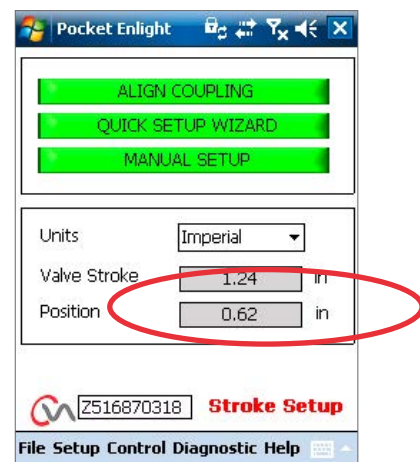 Pocket Enlight
ALIGN COUPLING
QUICK SETUP WIZARD
MANUAL SETUP
Units Imperial
Valve Stroke 1.24 in
Position 0.62 in
Z516870318 Stroke Setup
File Setup Control Diagnostic Help